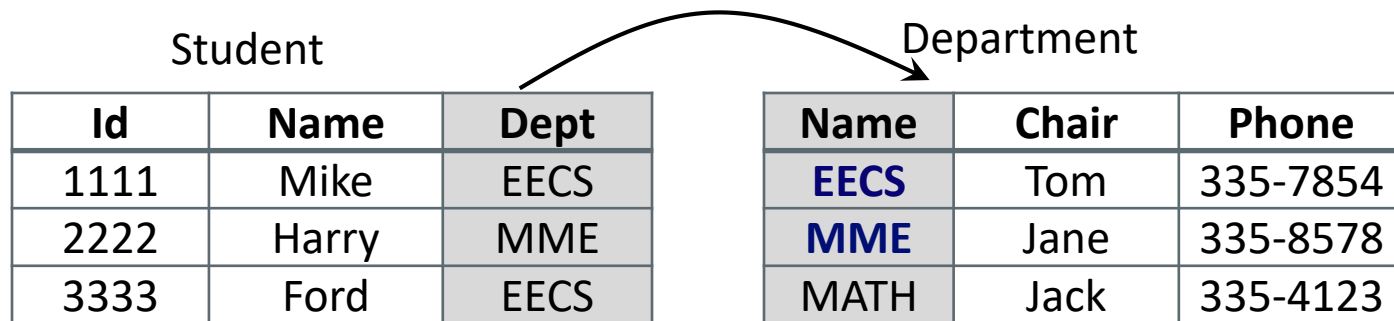 Student Department
Id Name Dept Name Chair Phone
1111 Mike EECS EECS Tom 335-7854
2222 Harry MME MME Jane 335-8578
3333 Ford EECS MATH Jack 335-4123